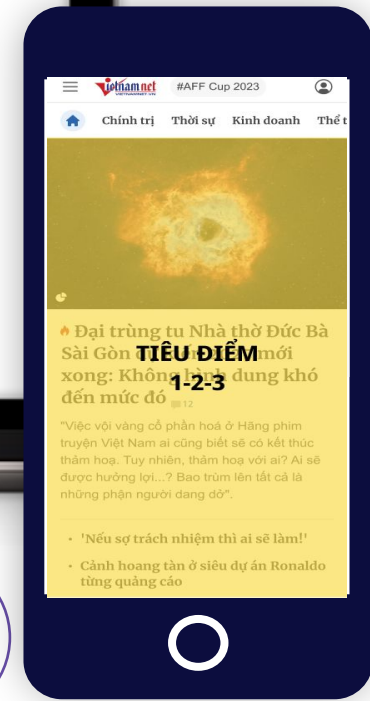 Vietnamnet
VIETNAMNET.VN
#AFF Cup 2023
Chính trị Thời sự Kinh doanh Thể t
Đại trùng tu Nhà thờ Đức Bà
Sài Gòn mới
xong: Không hình dung khó
đến mức đó 12
TIÊU ĐIỂM
1-2-3
"Việc vội vàng cổ phần hoá ở Hãng phim
truyện Việt Nam ai cũng biết sẽ có kết thúc
thảm hoạ. Tuy nhiên, thảm hoạ với ai? Ai sẽ
được hưởng lợi...? Bao trùm lên tất cả là
những phận người dang dở".
• 'Nếu sợ trách nhiệm thì ai sẽ làm!'
• Cảnh hoang tàn ở siêu dự án Ronaldo
từng quảng cáo